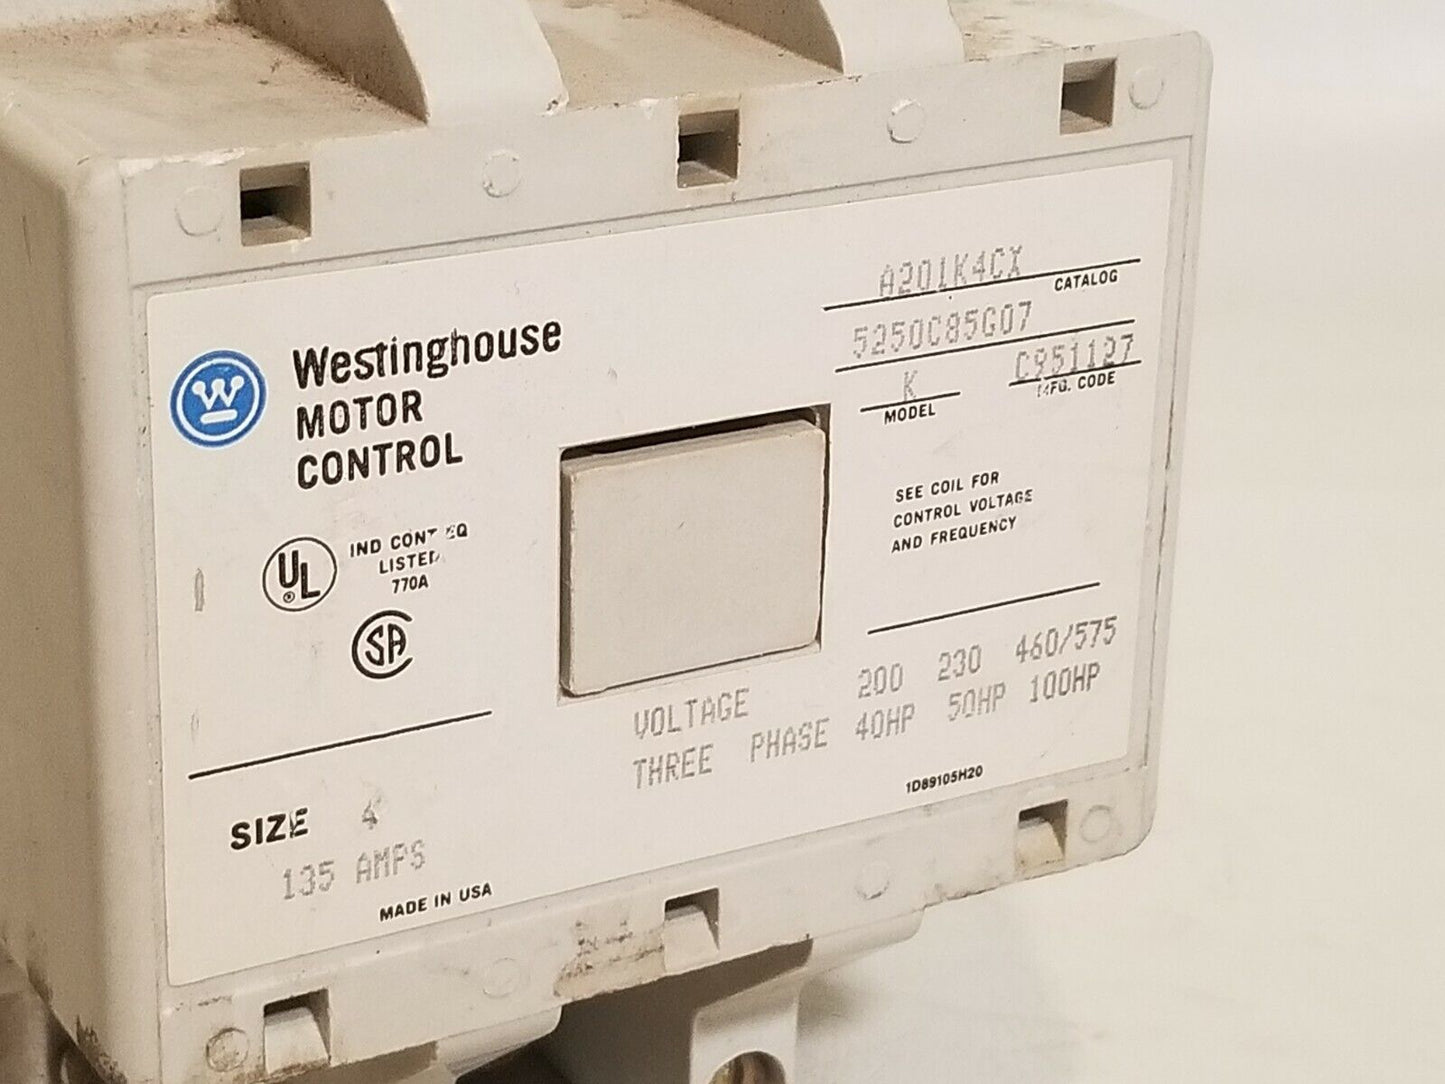 A201K4CX
CATALOG
5250C85G07
K C951127
MODEL MFG. CODE
W
Westinghouse
MOTOR
CONTROL
UL
®
IND CONT EQ
LISTED
770A
SA
SEE COIL FOR
CONTROL VOLTAGE
AND FREQUENCY
VOLTAGE 200 230 460/575
THREE PHASE 40HP 50HP 100HP
1D89105H20
SIZE 4
135 AMPS
MADE IN USA